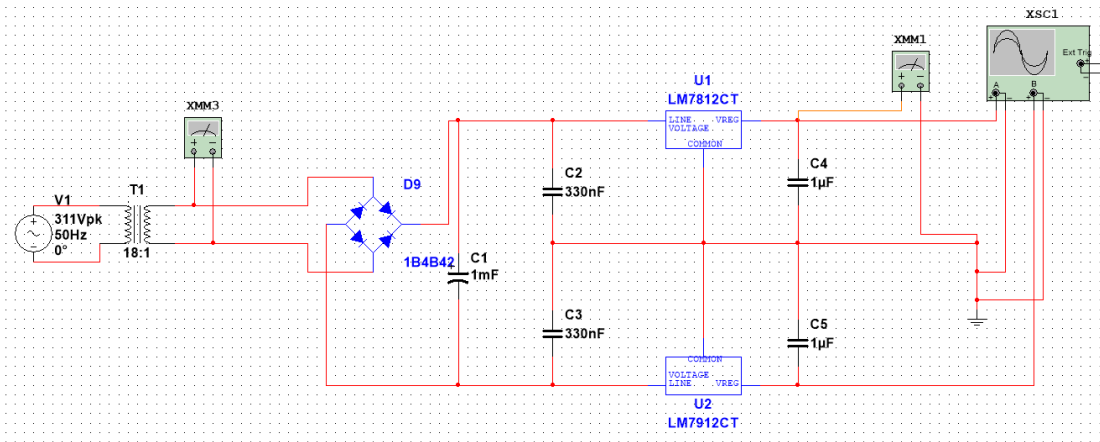 XSC1
Ext Trig
A
B
XMM1
U1
LM7812CT
LINE VREG
VOLTAGE
COMMON
XMM3
C4
1µF
C2
330nF
D9
V1
T1
311Vpk
50Hz
0°
18:1
1B4B42
C1
1mF
C3
330nF
C5
1µF
COMMON
VOLTAGE
LINE VREG
U2
LM7912CT